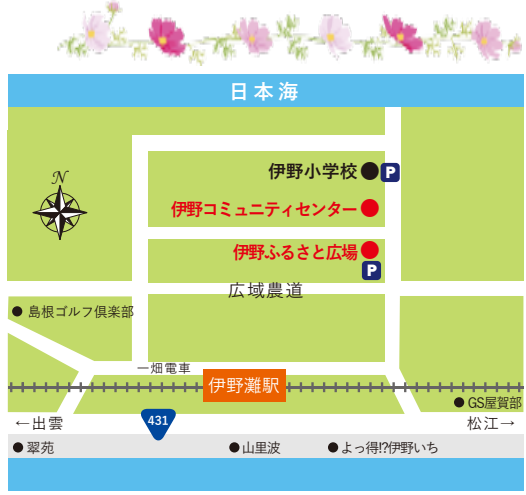 日本海
N
伊野小学校
P
伊野コミュニティセンター
伊野ふるさと広場
P
広域農道
島根ゴルフ倶楽部
一畑電車
伊野灘駅
GS屋賀部
←出雲
431
松江→
翠苑
山里波
よっ得!?伊野いち